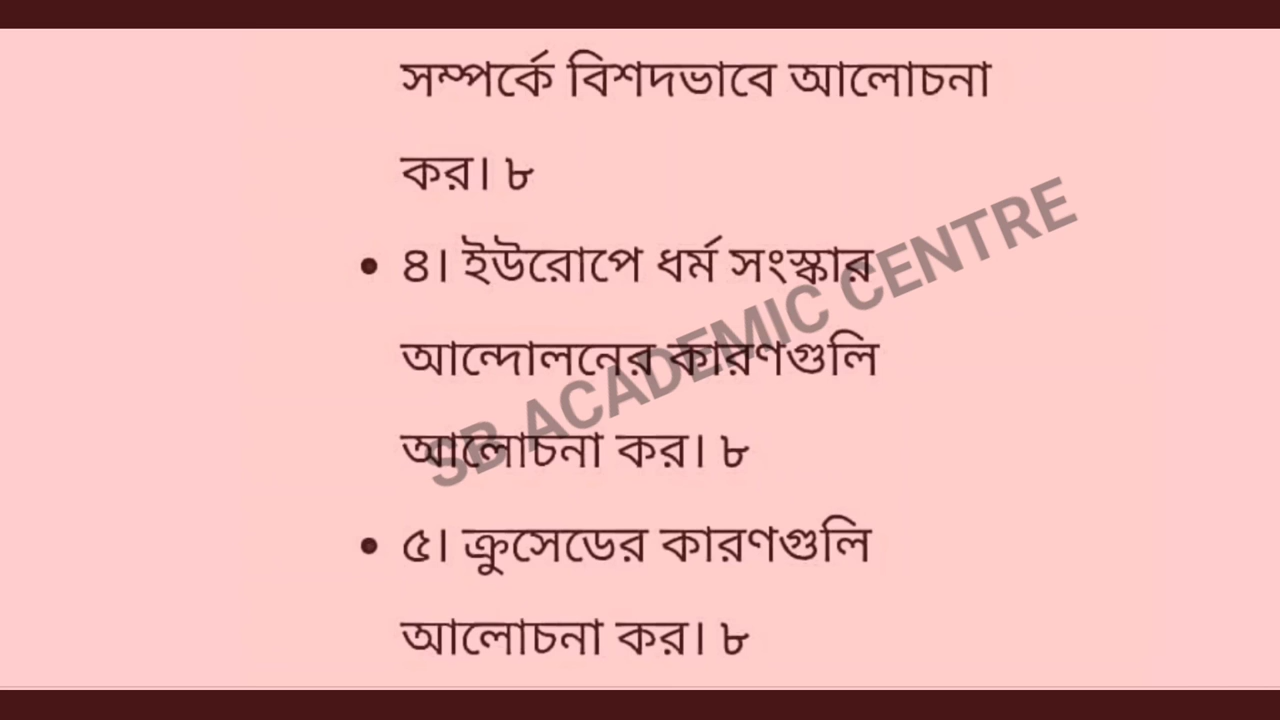 সম্পর্কে বিশদভাবে আলোচনা
কর। ৮
• ৪। ইউরোপে ধর্ম সংস্কার
আন্দোলনের কারণগুলি
আলোচনা কর। ৮
• ৫। ক্রুসেডের কারণগুলি
আলোচনা কর। ৮
SB ACADEMIC CENTRE